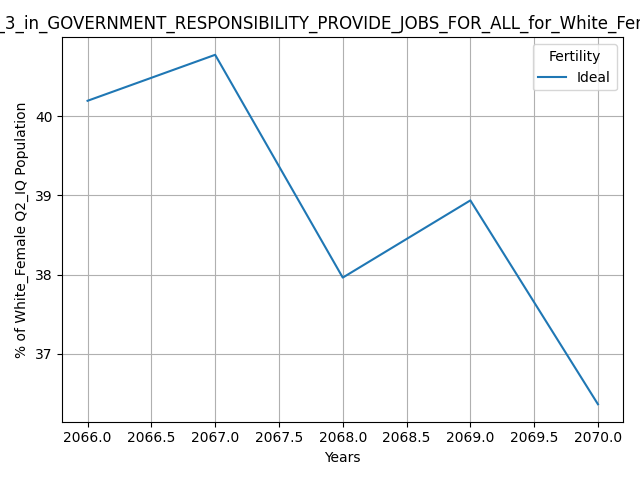 _3_in_GOVERNMENT_RESPONSIBILITY_PROVIDE_JOBS_FOR_ALL_for_White_Fer
Fertility
Ideal
% of White_Female Q2_IQ Population
40
39
38
37
2066.0 2066.5 2067.0 2067.5 2068.0 2068.5 2069.0 2069.5 2070.0
Years